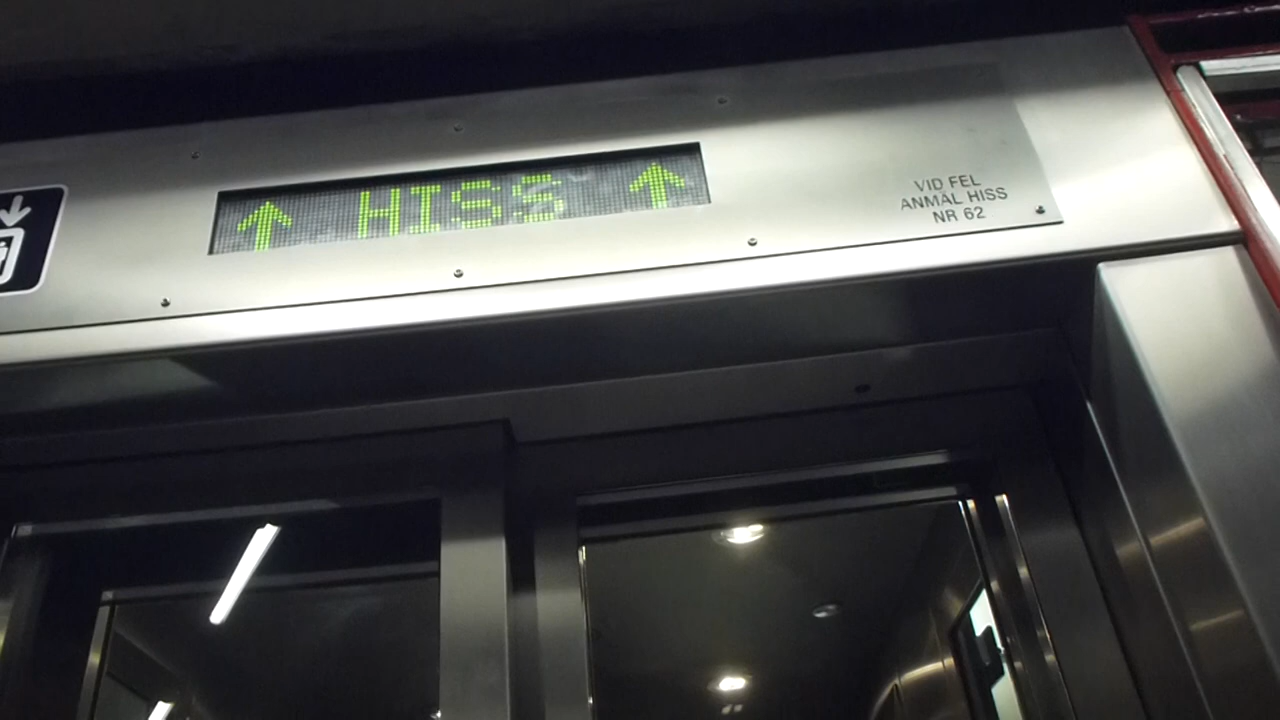 ↑ HISS ↑
VID FEL
ANMÄL HISS
NR 62